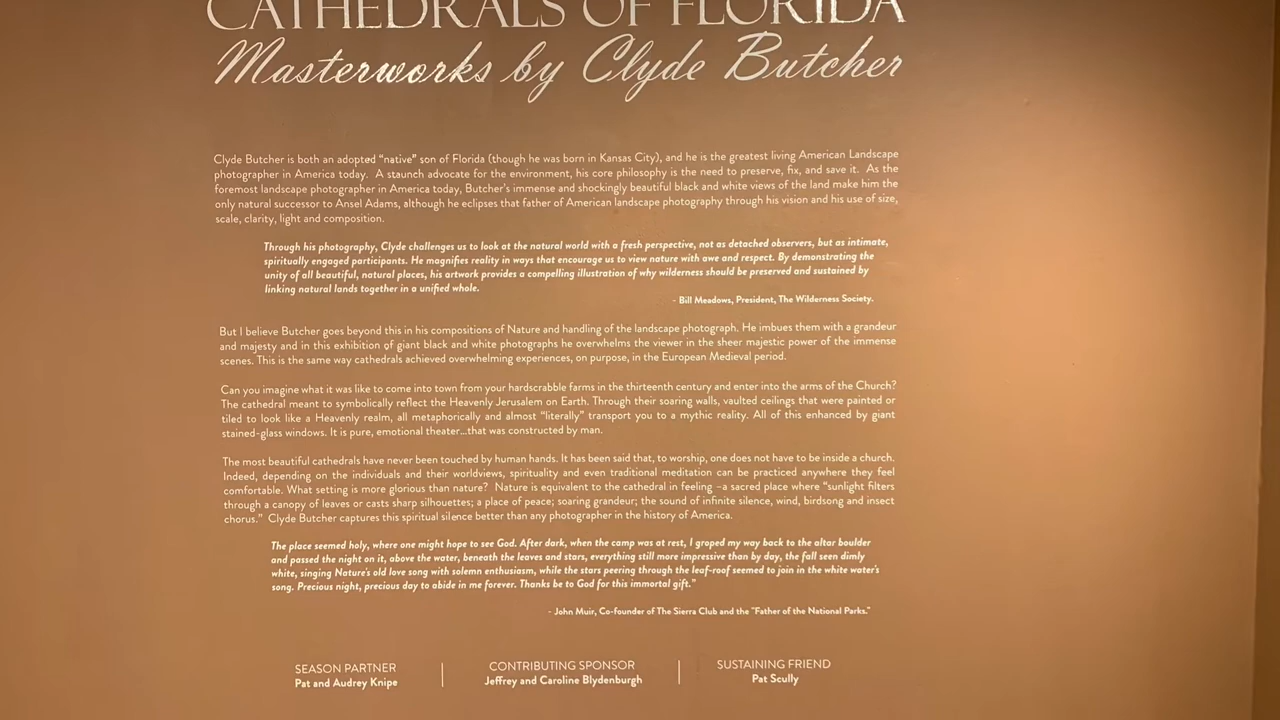 CATHEDRALS OF FLORIDA
Masterworks by Clyde Butcher
Clyde Butcher is both an adopted "native" son of Florida (though he was born in Kansas City), and he is the greatest living American Landscape
photographer in America today.  A staunch advocate for the environment, his core philosophy is the need to preserve, fix, and save it.  As the
foremost landscape photographer in America today, Butcher's immense and shockingly beautiful black and white views of the land make him the
only natural successor to Ansel Adams, although he eclipses that father of American landscape photography through his vision and his use of size,
scale, clarity, light and composition.
Through his photography, Clyde challenges us to look at the natural world with a fresh perspective, not as detached observers, but as intimate,
spiritually engaged participants. He magnifies reality in ways that encourage us to view nature with awe and respect. By demonstrating the
unity of all beautiful, natural places, his artwork provides a compelling illustration of why wilderness should be preserved and sustained by
linking natural lands together in a unified whole.
- Bill Meadows, President, The Wilderness Society.
But I believe Butcher goes beyond this in his compositions of Nature and handling of the landscape photograph. He imbues them with a grandeur
and majesty and in this exhibition of giant black and white photographs he overwhelms the viewer in the sheer majestic power of the immense
scenes. This is the same way cathedrals achieved overwhelming experiences, on purpose, in the European Medieval period.
Can you imagine what it was like to come into town from your hardscrabble farms in the thirteenth century and enter into the arms of the Church?
The cathedral meant to symbolically reflect the Heavenly Jerusalem on Earth. Through their soaring walls, vaulted ceilings that were painted or
tiled to look like a Heavenly realm, all metaphorically and almost "literally" transport you to a mythic reality. All of this enhanced by giant
stained-glass windows. It is pure, emotional theater...that was constructed by man.
The most beautiful cathedrals have never been touched by human hands. It has been said that, to worship, one does not have to be inside a church.
Indeed, depending on the individuals and their worldviews, spirituality and even traditional meditation can be practiced anywhere they feel
comfortable. What setting is more glorious than nature?  Nature is equivalent to the cathedral in feeling –a sacred place where "sunlight filters
through a canopy of leaves or casts sharp silhouettes; a place of peace; soaring grandeur; the sound of infinite silence, wind, birdsong and insect
chorus."  Clyde Butcher captures this spiritual silence better than any photographer in the history of America.
The place seemed holy, where one might hope to see God. After dark, when the camp was at rest, I groped my way back to the altar boulder
and passed the night on it, above the water, beneath the leaves and stars, everything still more impressive than by day, the fall seen dimly
white, singing Nature's old love song with solemn enthusiasm, while the stars peering through the leaf-roof seemed to join in the white water's
song. Precious night, precious day to abide in me forever. Thanks be to God for this immortal gift."
- John Muir, Co-founder of The Sierra Club and the "Father of the National Parks."
SEASON PARTNER
Pat and Audrey Knipe
CONTRIBUTING SPONSOR
Jeffrey and Caroline Blydenburgh
SUSTAINING FRIEND
Pat Scully